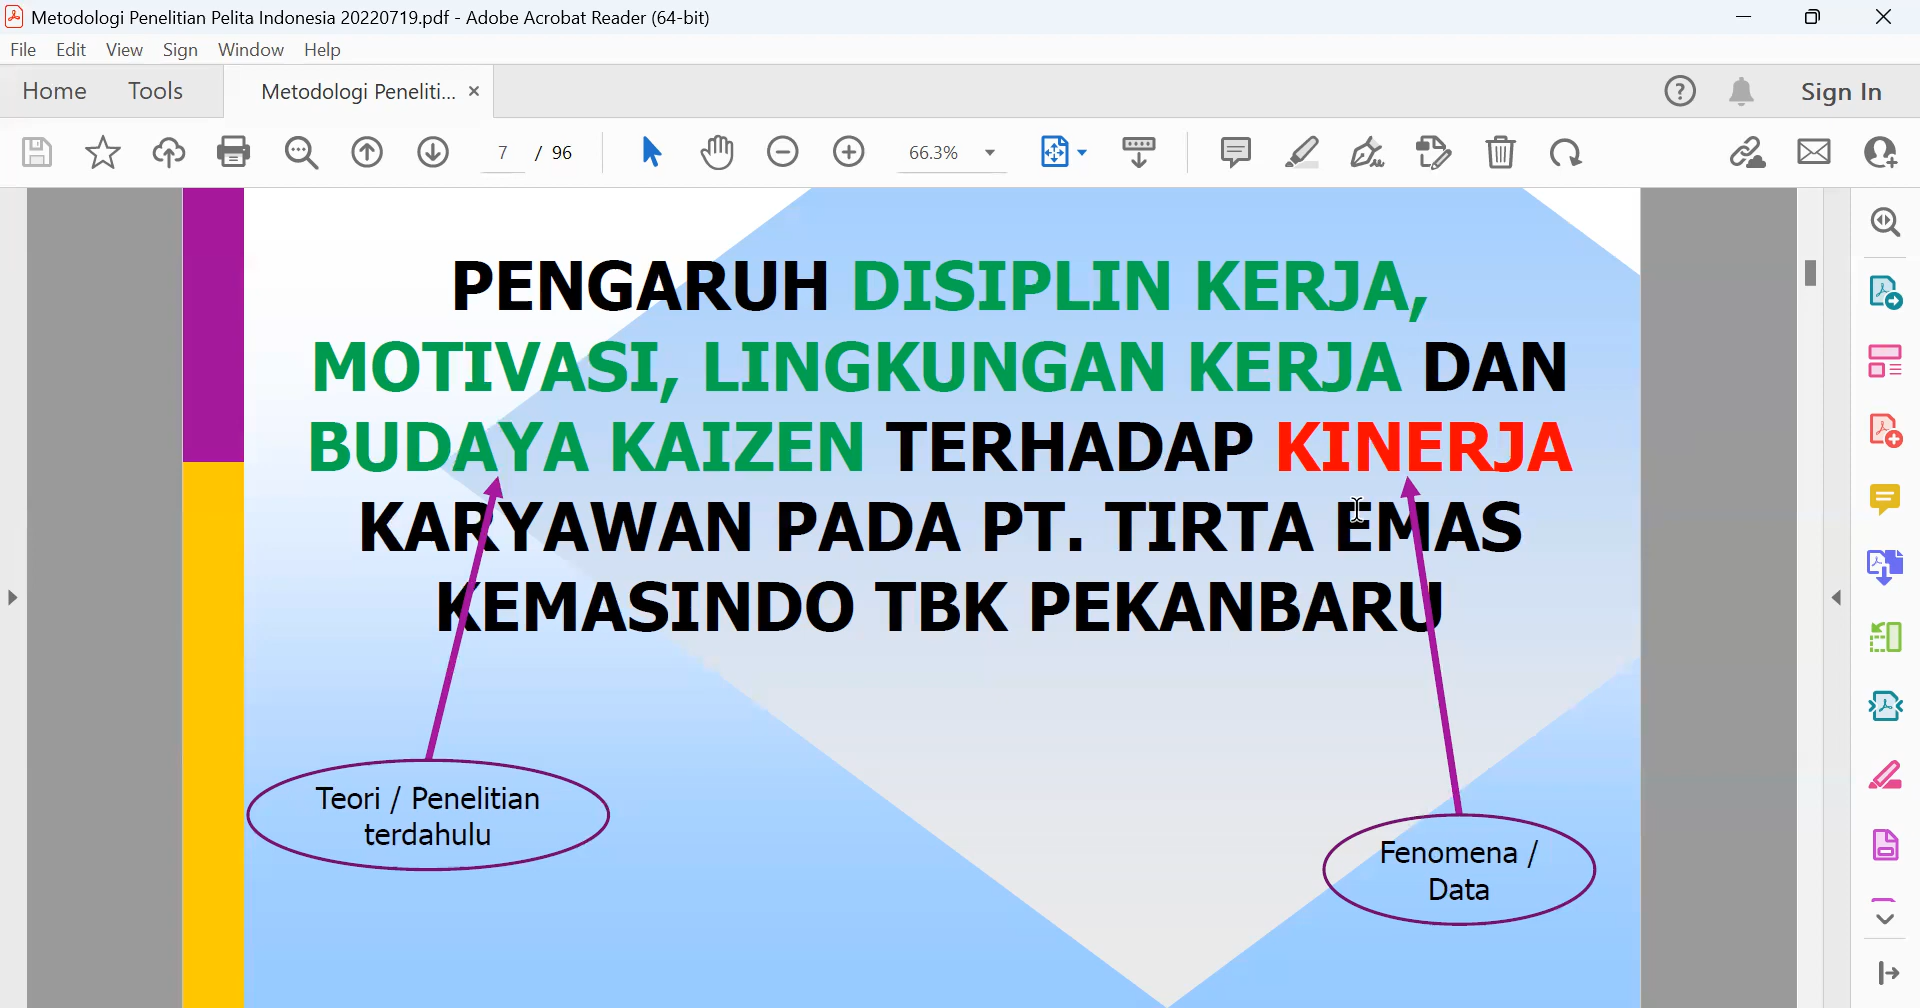 Metodologi Penelitian Pelita Indonesia 20220719.pdf - Adobe Acrobat Reader (64-bit)
File Edit View Sign Window Help
Home Tools Metodologi Peneliti... × Sign In
7 / 96 66.3%
PENGARUH DISIPLIN KERJA,
MOTIVASI, LINGKUNGAN KERJA DAN
BUDAYA KAIZEN TERHADAP KINERJA
KARYAWAN PADA PT. TIRTA EMAS
KEMASINDO TBK PEKANBARU
Teori / Penelitian
terdahulu
Fenomena /
Data